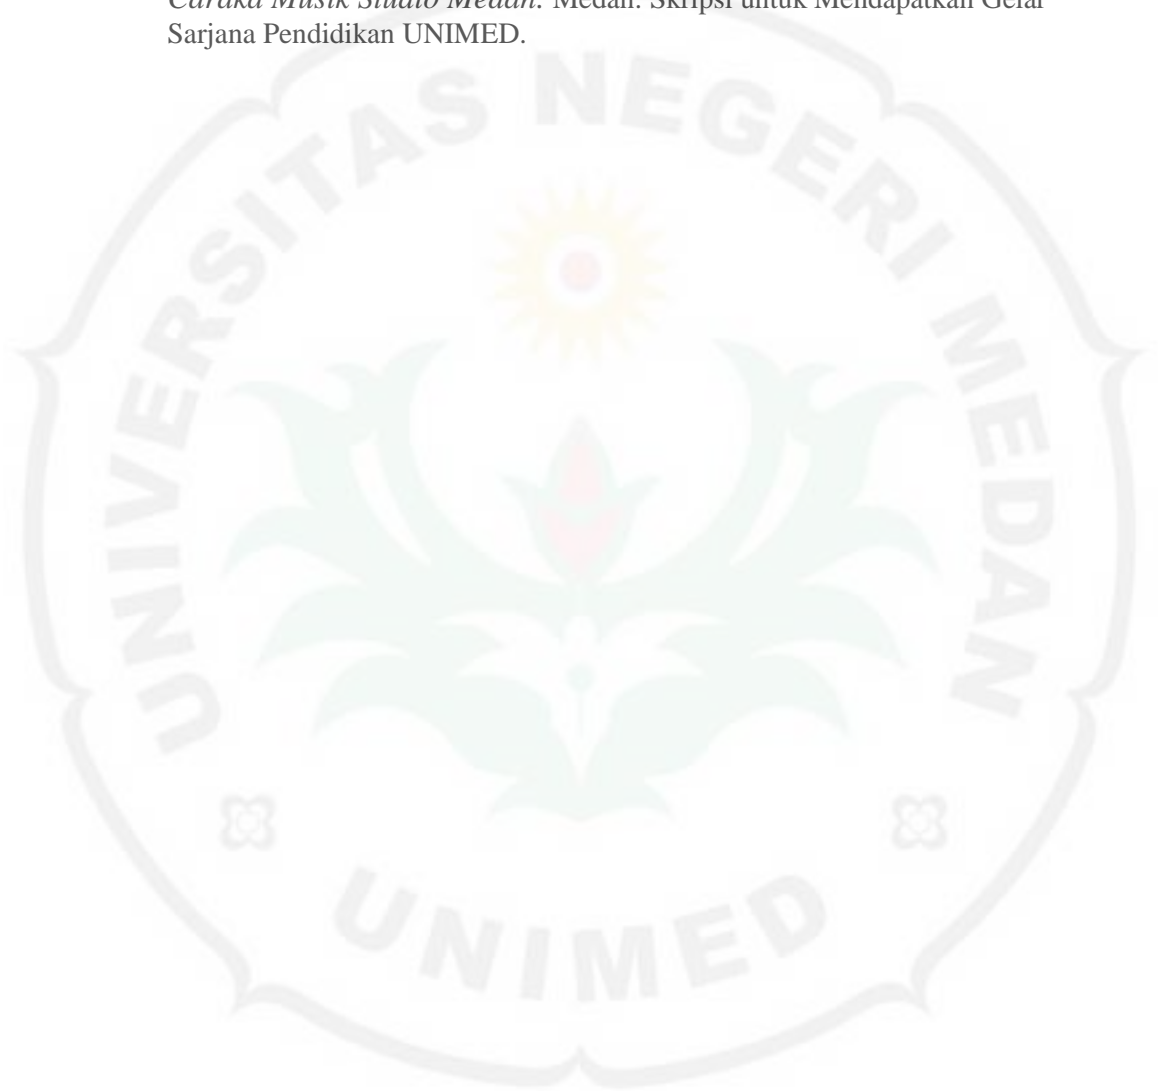 Caraka Musik Studio Medan. Medan: Skripsi untuk Mendapatkan Gelar
Sarjana Pendidikan UNIMED.
UNIVERSITAS NEGERI MEDAN
UNIMED